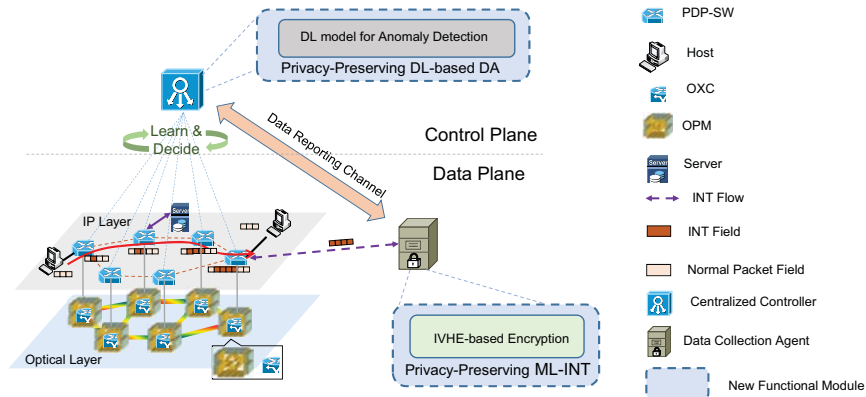 DL model for Anomaly Detection
Privacy-Preserving DL-based DA
Learn &
Decide
Data Reporting Channel
Control Plane
Data Plane
IP Layer
Server
Optical Layer
IVHE-based Encryption
Privacy-Preserving ML-INT
PDP-SW
Host
OXC
OPM
Server
Server
INT Flow
INT Field
Normal Packet Field
Centralized Controller
Data Collection Agent
New Functional Module